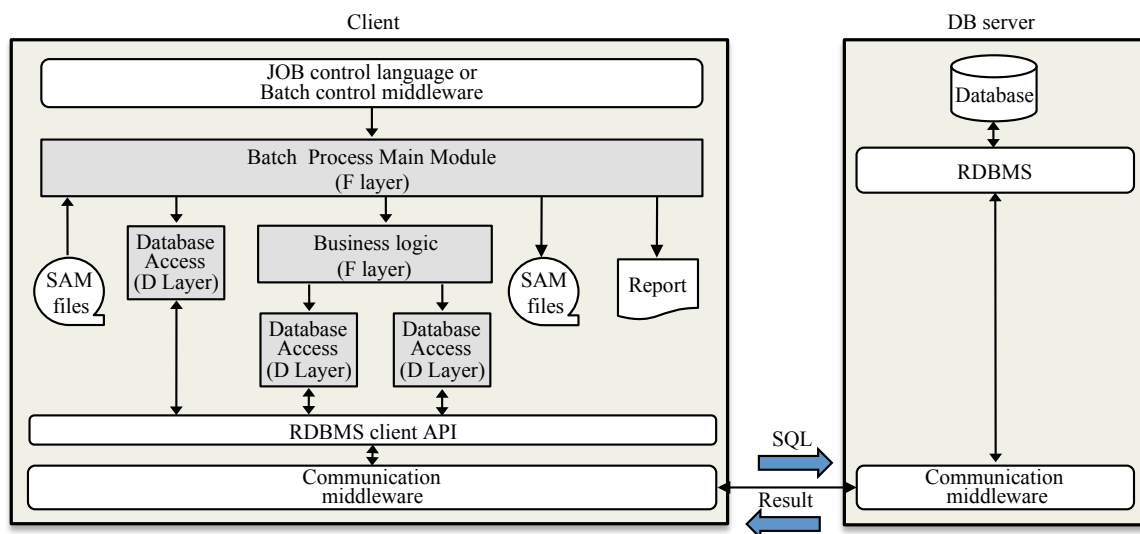 Client
DB server
JOB control language or
Batch control middleware
Database
Batch Process Main Module
(F layer)
RDBMS
Database
Access
(D Layer)
Business logic
(F layer)
SAM
files
SAM
files
Report
Database
Access
(D Layer)
Database
Access
(D Layer)
RDBMS client API
SQL
Communication
middleware
Result
Communication
middleware